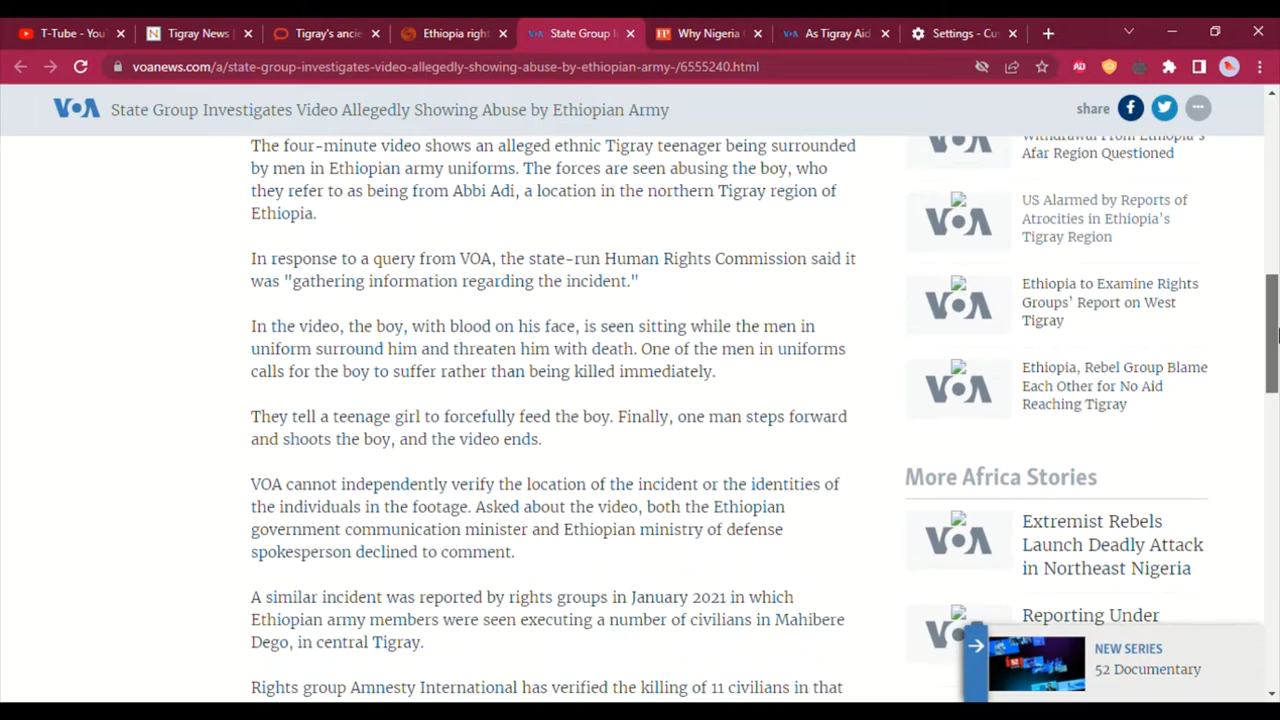 T-Tube - You
Tigray News
Tigray's ancie
Ethiopia right
State Group I
Why Nigeria
As Tigray Aid
Settings - Cus
voanews.com/a/state-group-investigates-video-allegedly-showing-abuse-by-ethiopian-army-/6555240.html
VOA State Group Investigates Video Allegedly Showing Abuse by Ethiopian Army
share
The four-minute video shows an alleged ethnic Tigray teenager being surrounded
by men in Ethiopian army uniforms. The forces are seen abusing the boy, who
they refer to as being from Abbi Adi, a location in the northern Tigray region of
Ethiopia.
In response to a query from VOA, the state-run Human Rights Commission said it
was "gathering information regarding the incident."
In the video, the boy, with blood on his face, is seen sitting while the men in
uniform surround him and threaten him with death. One of the men in uniforms
calls for the boy to suffer rather than being killed immediately.
They tell a teenage girl to forcefully feed the boy. Finally, one man steps forward
and shoots the boy, and the video ends.
VOA cannot independently verify the location of the incident or the identities of
the individuals in the footage. Asked about the video, both the Ethiopian
government communication minister and Ethiopian ministry of defense
spokesperson declined to comment.
A similar incident was reported by rights groups in January 2021 in which
Ethiopian army members were seen executing a number of civilians in Mahibere
Dego, in central Tigray.
Rights group Amnesty International has verified the killing of 11 civilians in that
VOA
Withdrawal From Ethiopia's
Afar Region Questioned
VOA
US Alarmed by Reports of
Atrocities in Ethiopia's
Tigray Region
VOA
Ethiopia to Examine Rights
Groups' Report on West
Tigray
VOA
Ethiopia, Rebel Group Blame
Each Other for No Aid
Reaching Tigray
More Africa Stories
VOA
Extremist Rebels
Launch Deadly Attack
in Northeast Nigeria
Reporting Under
NEW SERIES
52 Documentary